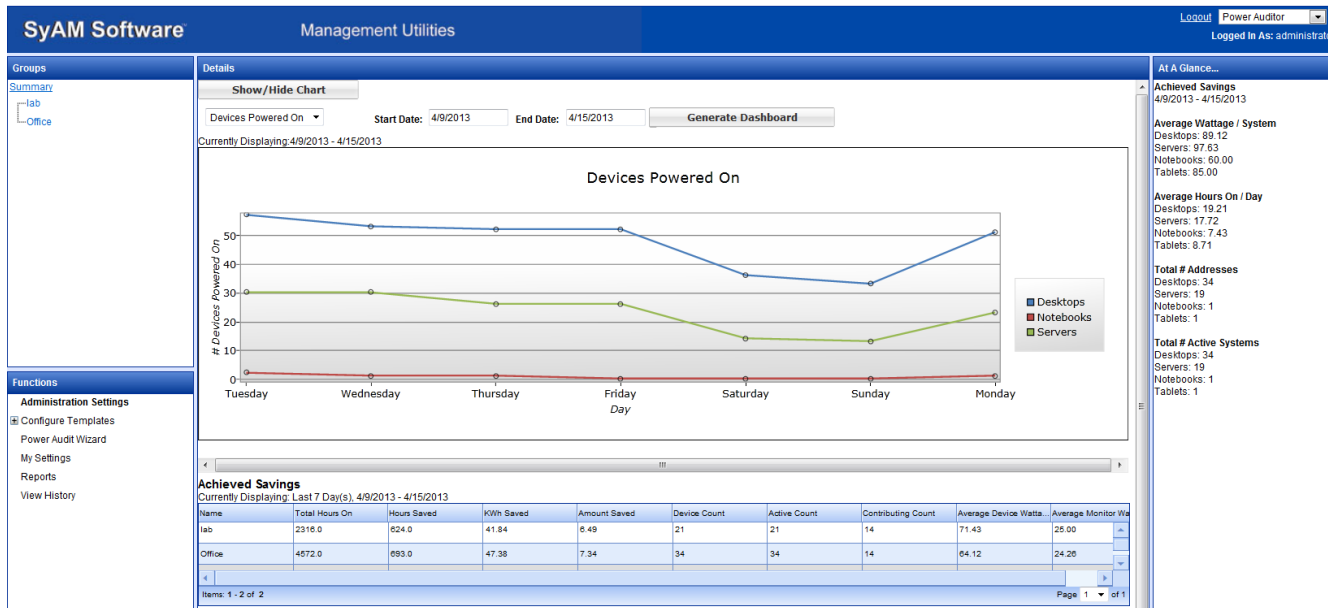 SyAM Software
Management Utilities
Logout Power Auditor
Logged In As: administrato
Groups
Summary
lab
Office
Functions
Administration Settings
Configure Templates
Power Audit Wizard
My Settings
Reports
View History
Details
Show/Hide Chart
Devices Powered On Start Date: 4/9/2013 End Date: 4/15/2013 Generate Dashboard
Currently Displaying:4/9/2013 - 4/15/2013
Devices Powered On
# Devices Powered On
50
40
30
20
10
0
Tuesday Wednesday Thursday Friday Saturday Sunday Monday
Day
Desktops
Notebooks
Servers
Achieved Savings
Currently Displaying: Last 7 Day(s), 4/9/2013 - 4/15/2013
Name Total Hours On Hours Saved KWh Saved Amount Saved Device Count Active Count Contributing Count Average Device Watta... Average Monitor Wa
lab 2316.0 624.0 41.84 6.49 21 21 14 71.43 25.00
Office 4572.0 693.0 47.38 7.34 34 34 14 64.12 24.26
Items: 1 - 2 of 2 Page 1 of 1
At A Glance...
Achieved Savings
4/9/2013 - 4/15/2013
Average Wattage / System
Desktops: 89.12
Servers: 97.63
Notebooks: 60.00
Tablets: 85.00
Average Hours On / Day
Desktops: 19.21
Servers: 17.72
Notebooks: 7.43
Tablets: 8.71
Total # Addresses
Desktops: 34
Servers: 19
Notebooks: 1
Tablets: 1
Total # Active Systems
Desktops: 34
Servers: 19
Notebooks: 1
Tablets: 1